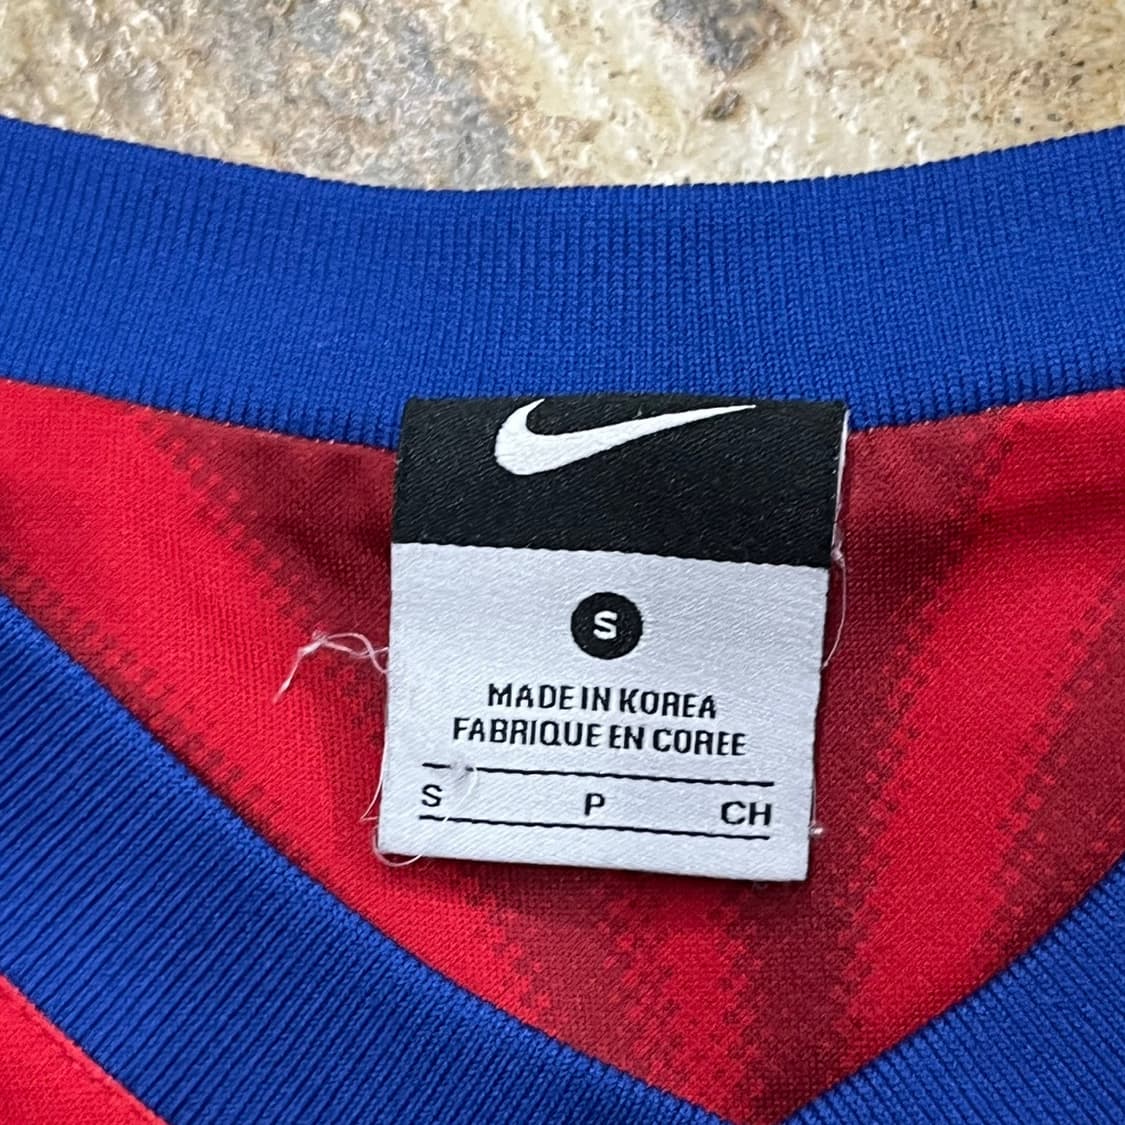 S
MADE IN KOREA
FABRIQUE EN COREE
S P CH